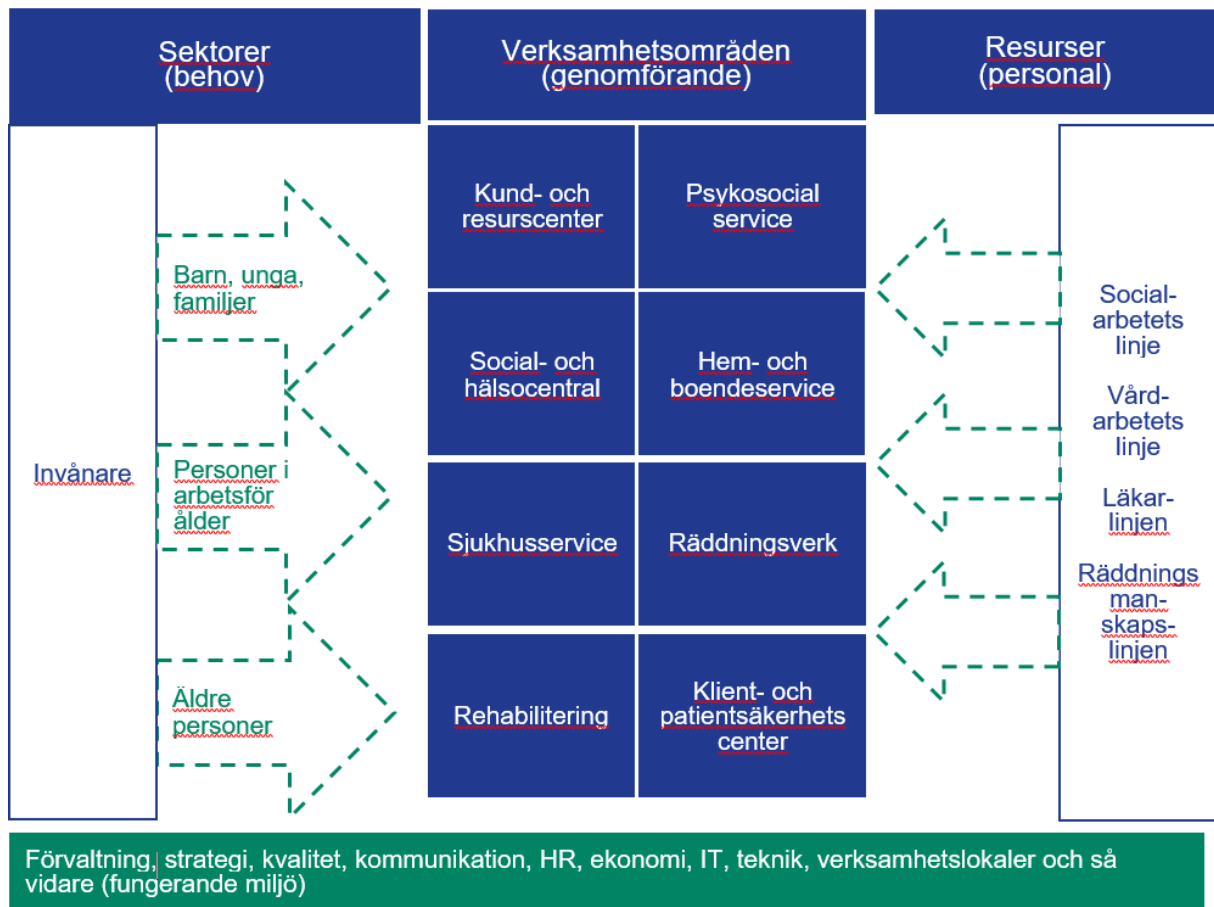 Sektorer
(behov)
Verksamhetsområden
(genomförande)
Resurser
(personal)
Invånare
Barn, unga,
familjer
Personer i
arbetsför
ålder
Äldre
personer
Kund- och
resurscenter
Psykosocial
service
Social- och
hälsocentral
Hem- och
boendeservice
Sjukhusservice
Räddningsverk
Rehabilitering
Klient- och
patientsäkerhets
center
Social-
arbetets
linje
Vård-
arbetets
linje
Läkar-
linjen
Räddnings
man-
skaps-
linjen
Förvaltning, strategi, kvalitet, kommunikation, HR, ekonomi, IT, teknik, verksamhetslokaler och så
vidare (fungerande miljö)